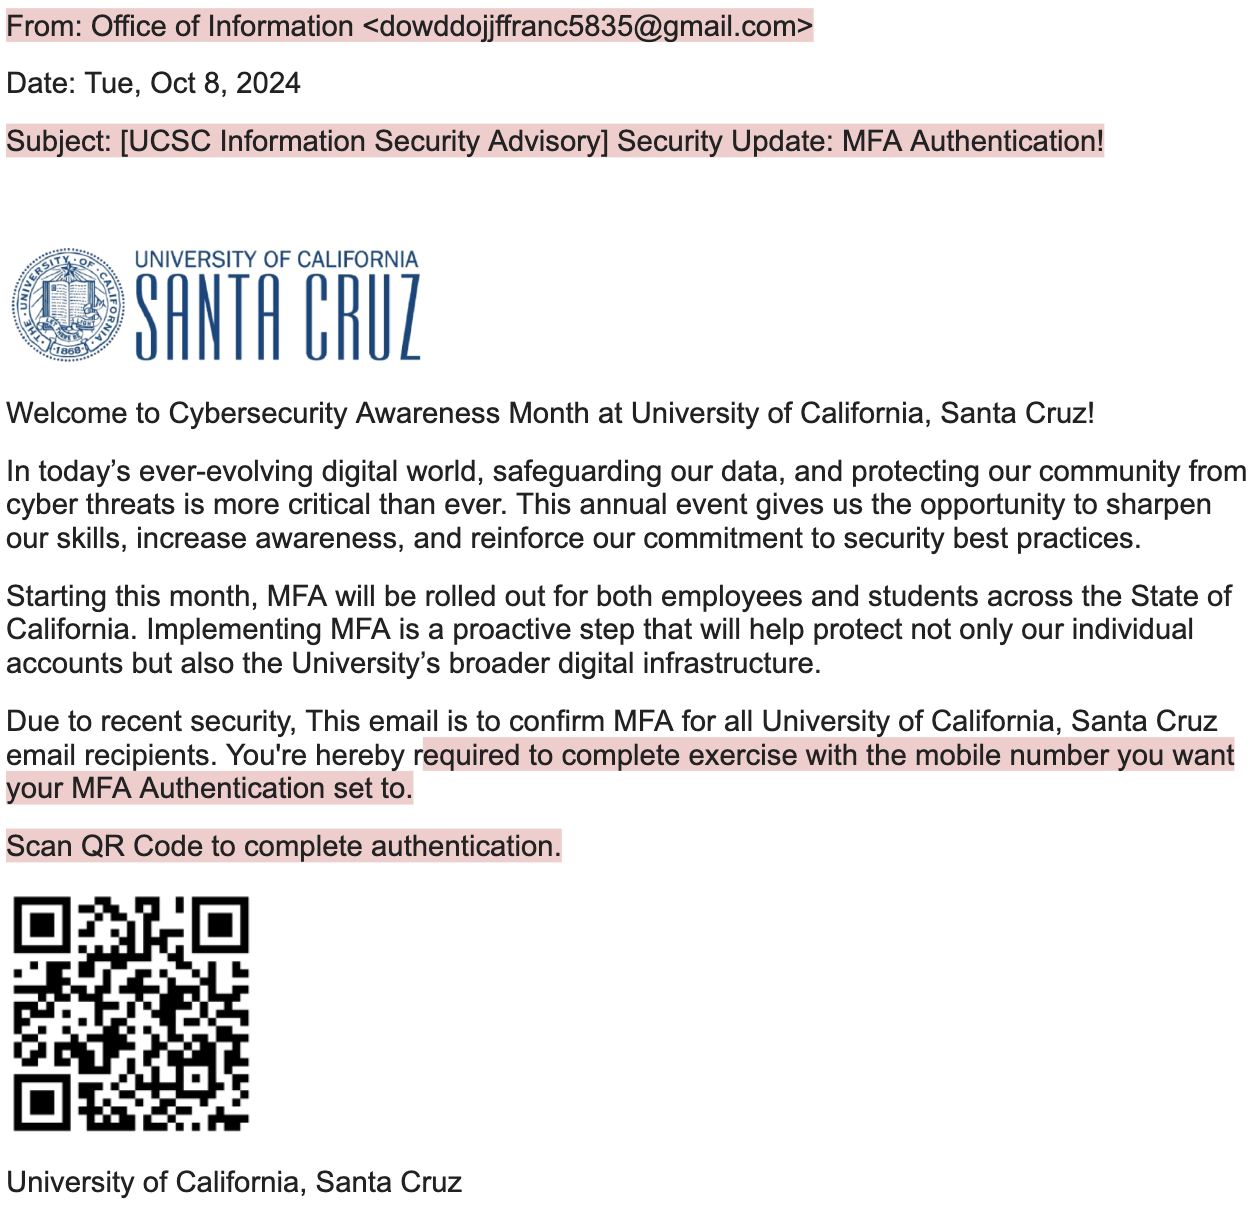 From: Office of Information <dowddojjffranc5835@gmail.com>
Date: Tue, Oct 8, 2024
Subject: [UCSC Information Security Advisory] Security Update: MFA Authentication!
THE UNIVERSITY OF CALIFORNIA
LET THERE BE LIGHT
1868
UNIVERSITY OF CALIFORNIA
SANTA CRUZ
Welcome to Cybersecurity Awareness Month at University of California, Santa Cruz!
In today’s ever-evolving digital world, safeguarding our data, and protecting our community from
cyber threats is more critical than ever. This annual event gives us the opportunity to sharpen
our skills, increase awareness, and reinforce our commitment to security best practices.
Starting this month, MFA will be rolled out for both employees and students across the State of
California. Implementing MFA is a proactive step that will help protect not only our individual
accounts but also the University’s broader digital infrastructure.
Due to recent security, This email is to confirm MFA for all University of California, Santa Cruz
email recipients. You're hereby required to complete exercise with the mobile number you want
your MFA Authentication set to.
Scan QR Code to complete authentication.
University of California, Santa Cruz